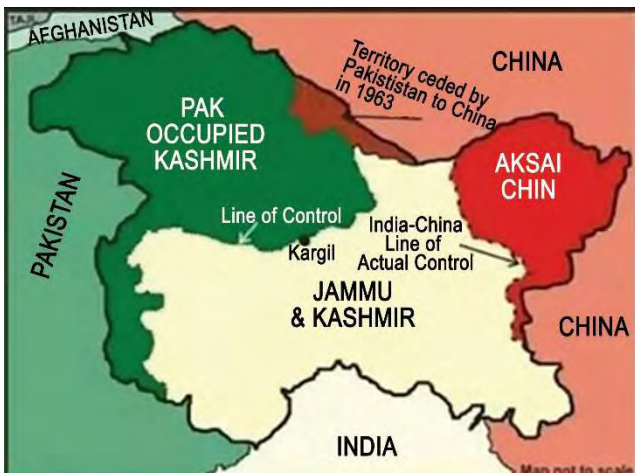 TAJ.
AFGHANISTAN
CHINA
Territory ceded by
Pakististan to China
in 1963
PAK
OCCUPIED
KASHMIR
AKSAI
CHIN
PAKISTAN
Line of Control
India-China
Line of
Actual Control
Kargil
JAMMU
& KASHMIR
CHINA
INDIA
Map not to scale